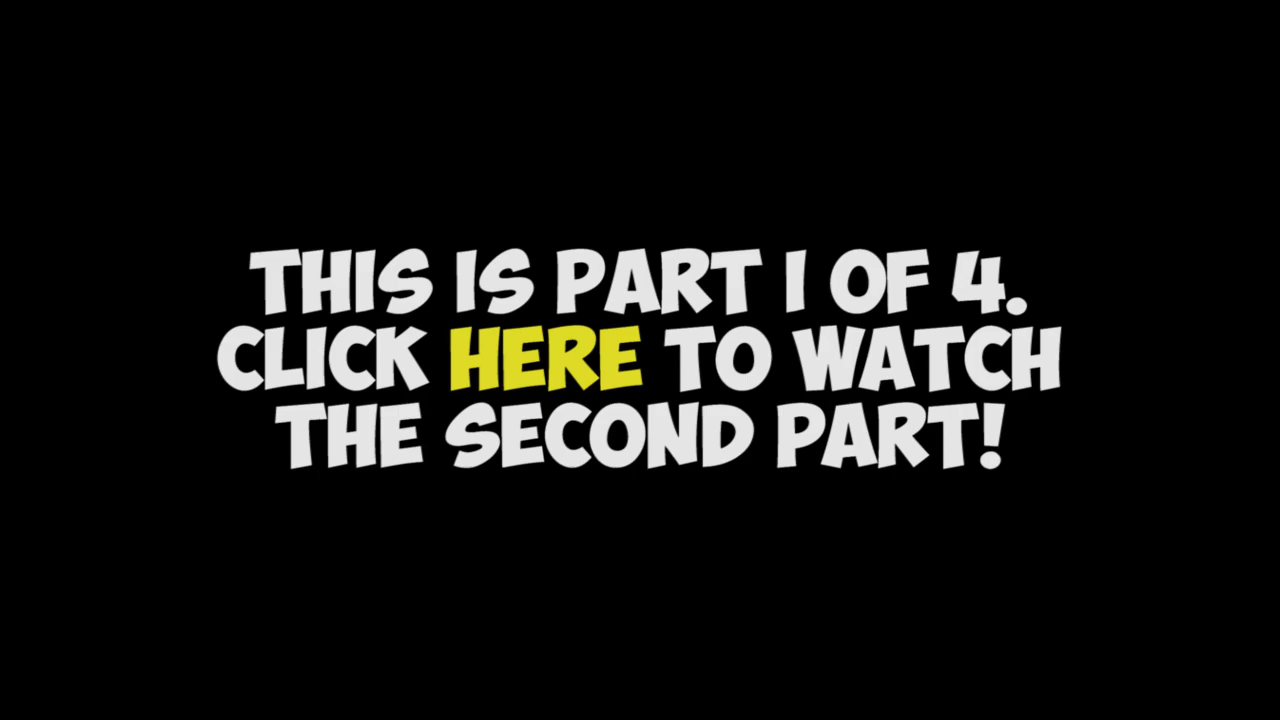 THIS IS PART 1 OF 4.
CLICK HERE TO WATCH
THE SECOND PART!